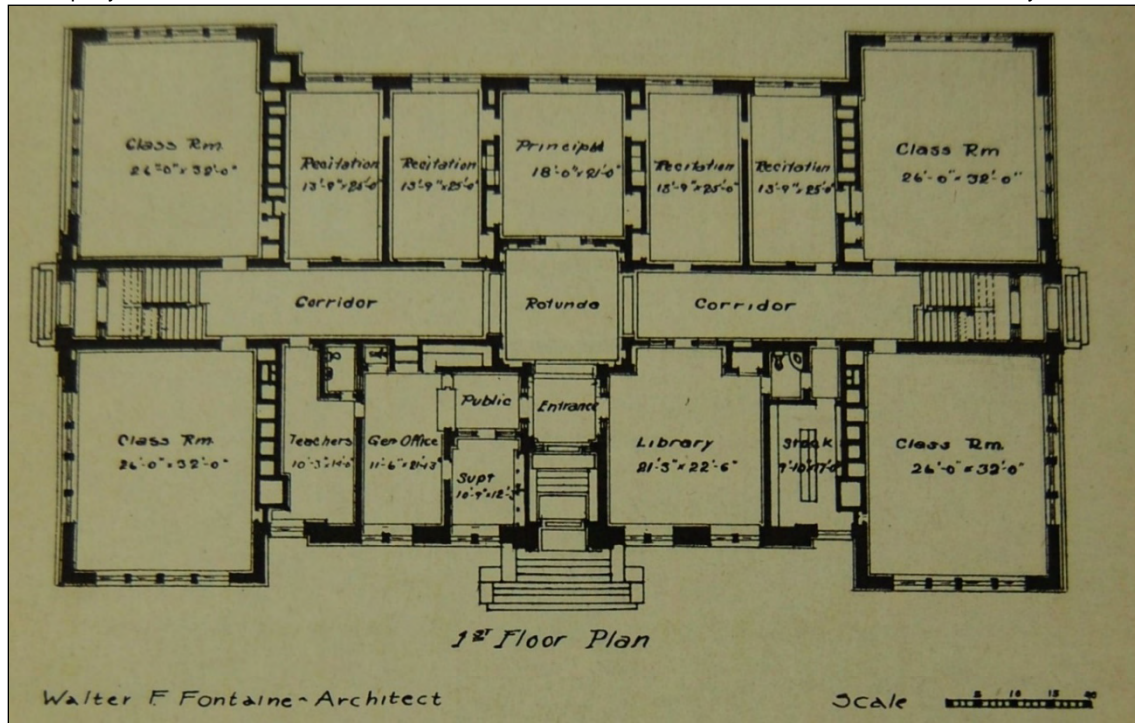 Class Rm.
26'-0" x 32'-0"
Recitation
13'-9" x 25'-0"
Recitation
13'-9" x 25'-0"
Principal
18'-0" x 21'-0"
Recitation
13'-9" x 25'-0"
Recitation
13'-9" x 25'-0"
Class Rm
26'-0" x 32'-0"
Corridor
Rotunda
Corridor
Class Rm.
26'-0" x 32'-0"
Teachers
Gen Office
Public
Supt
Entrance
Library
21'-3" x 22'-6"
Stack
Class Rm
26'-0" x 32'-0"
1ST Floor Plan
Walter F. Fontaine - Architect
Scale
5 10 15 20